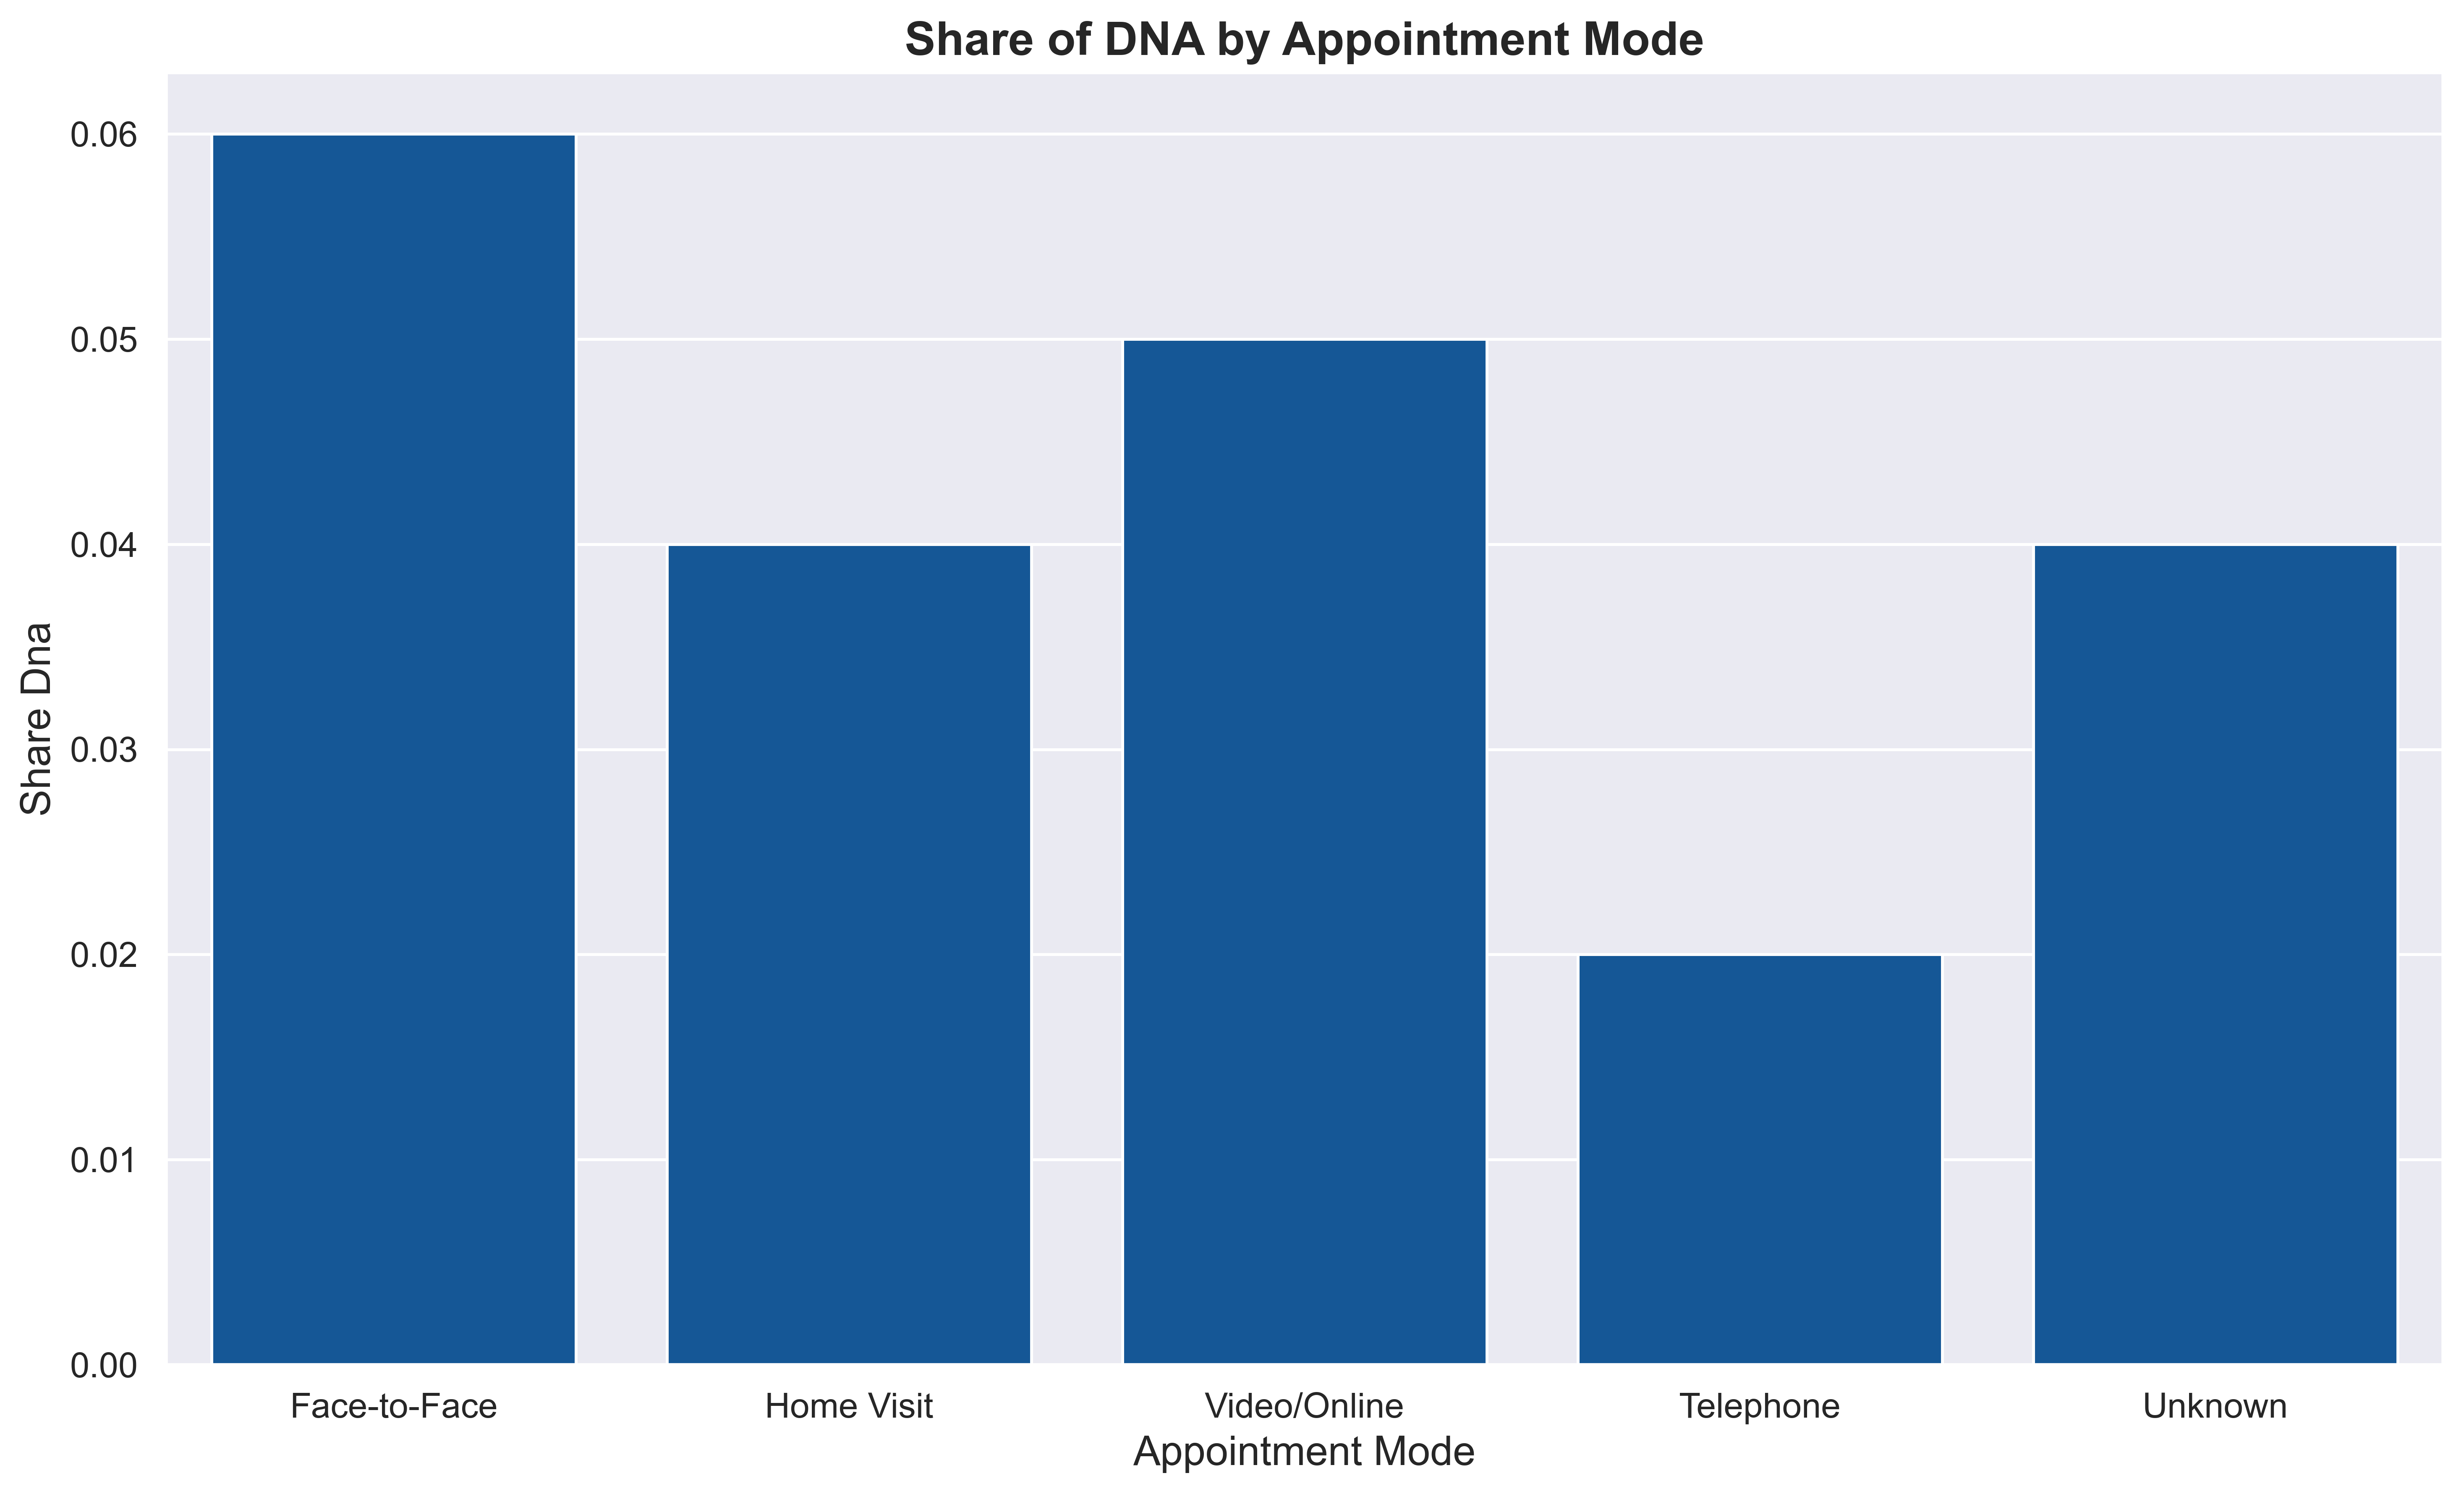 Share of DNA by Appointment Mode
0.06
0.05
0.04
0.03
0.02
0.01
0.00
Share Dna
Face-to-Face
Home Visit
Video/Online
Telephone
Unknown
Appointment Mode